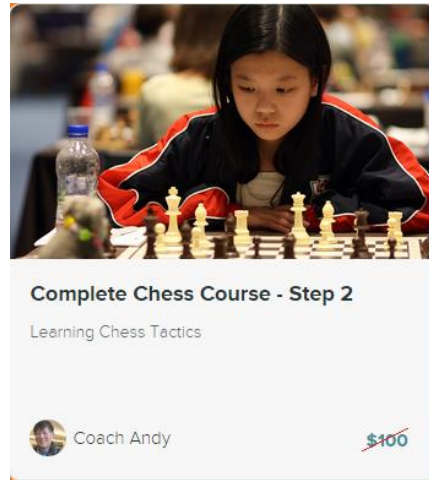 Complete Chess Course - Step 2
Learning Chess Tactics
Coach Andy
$100